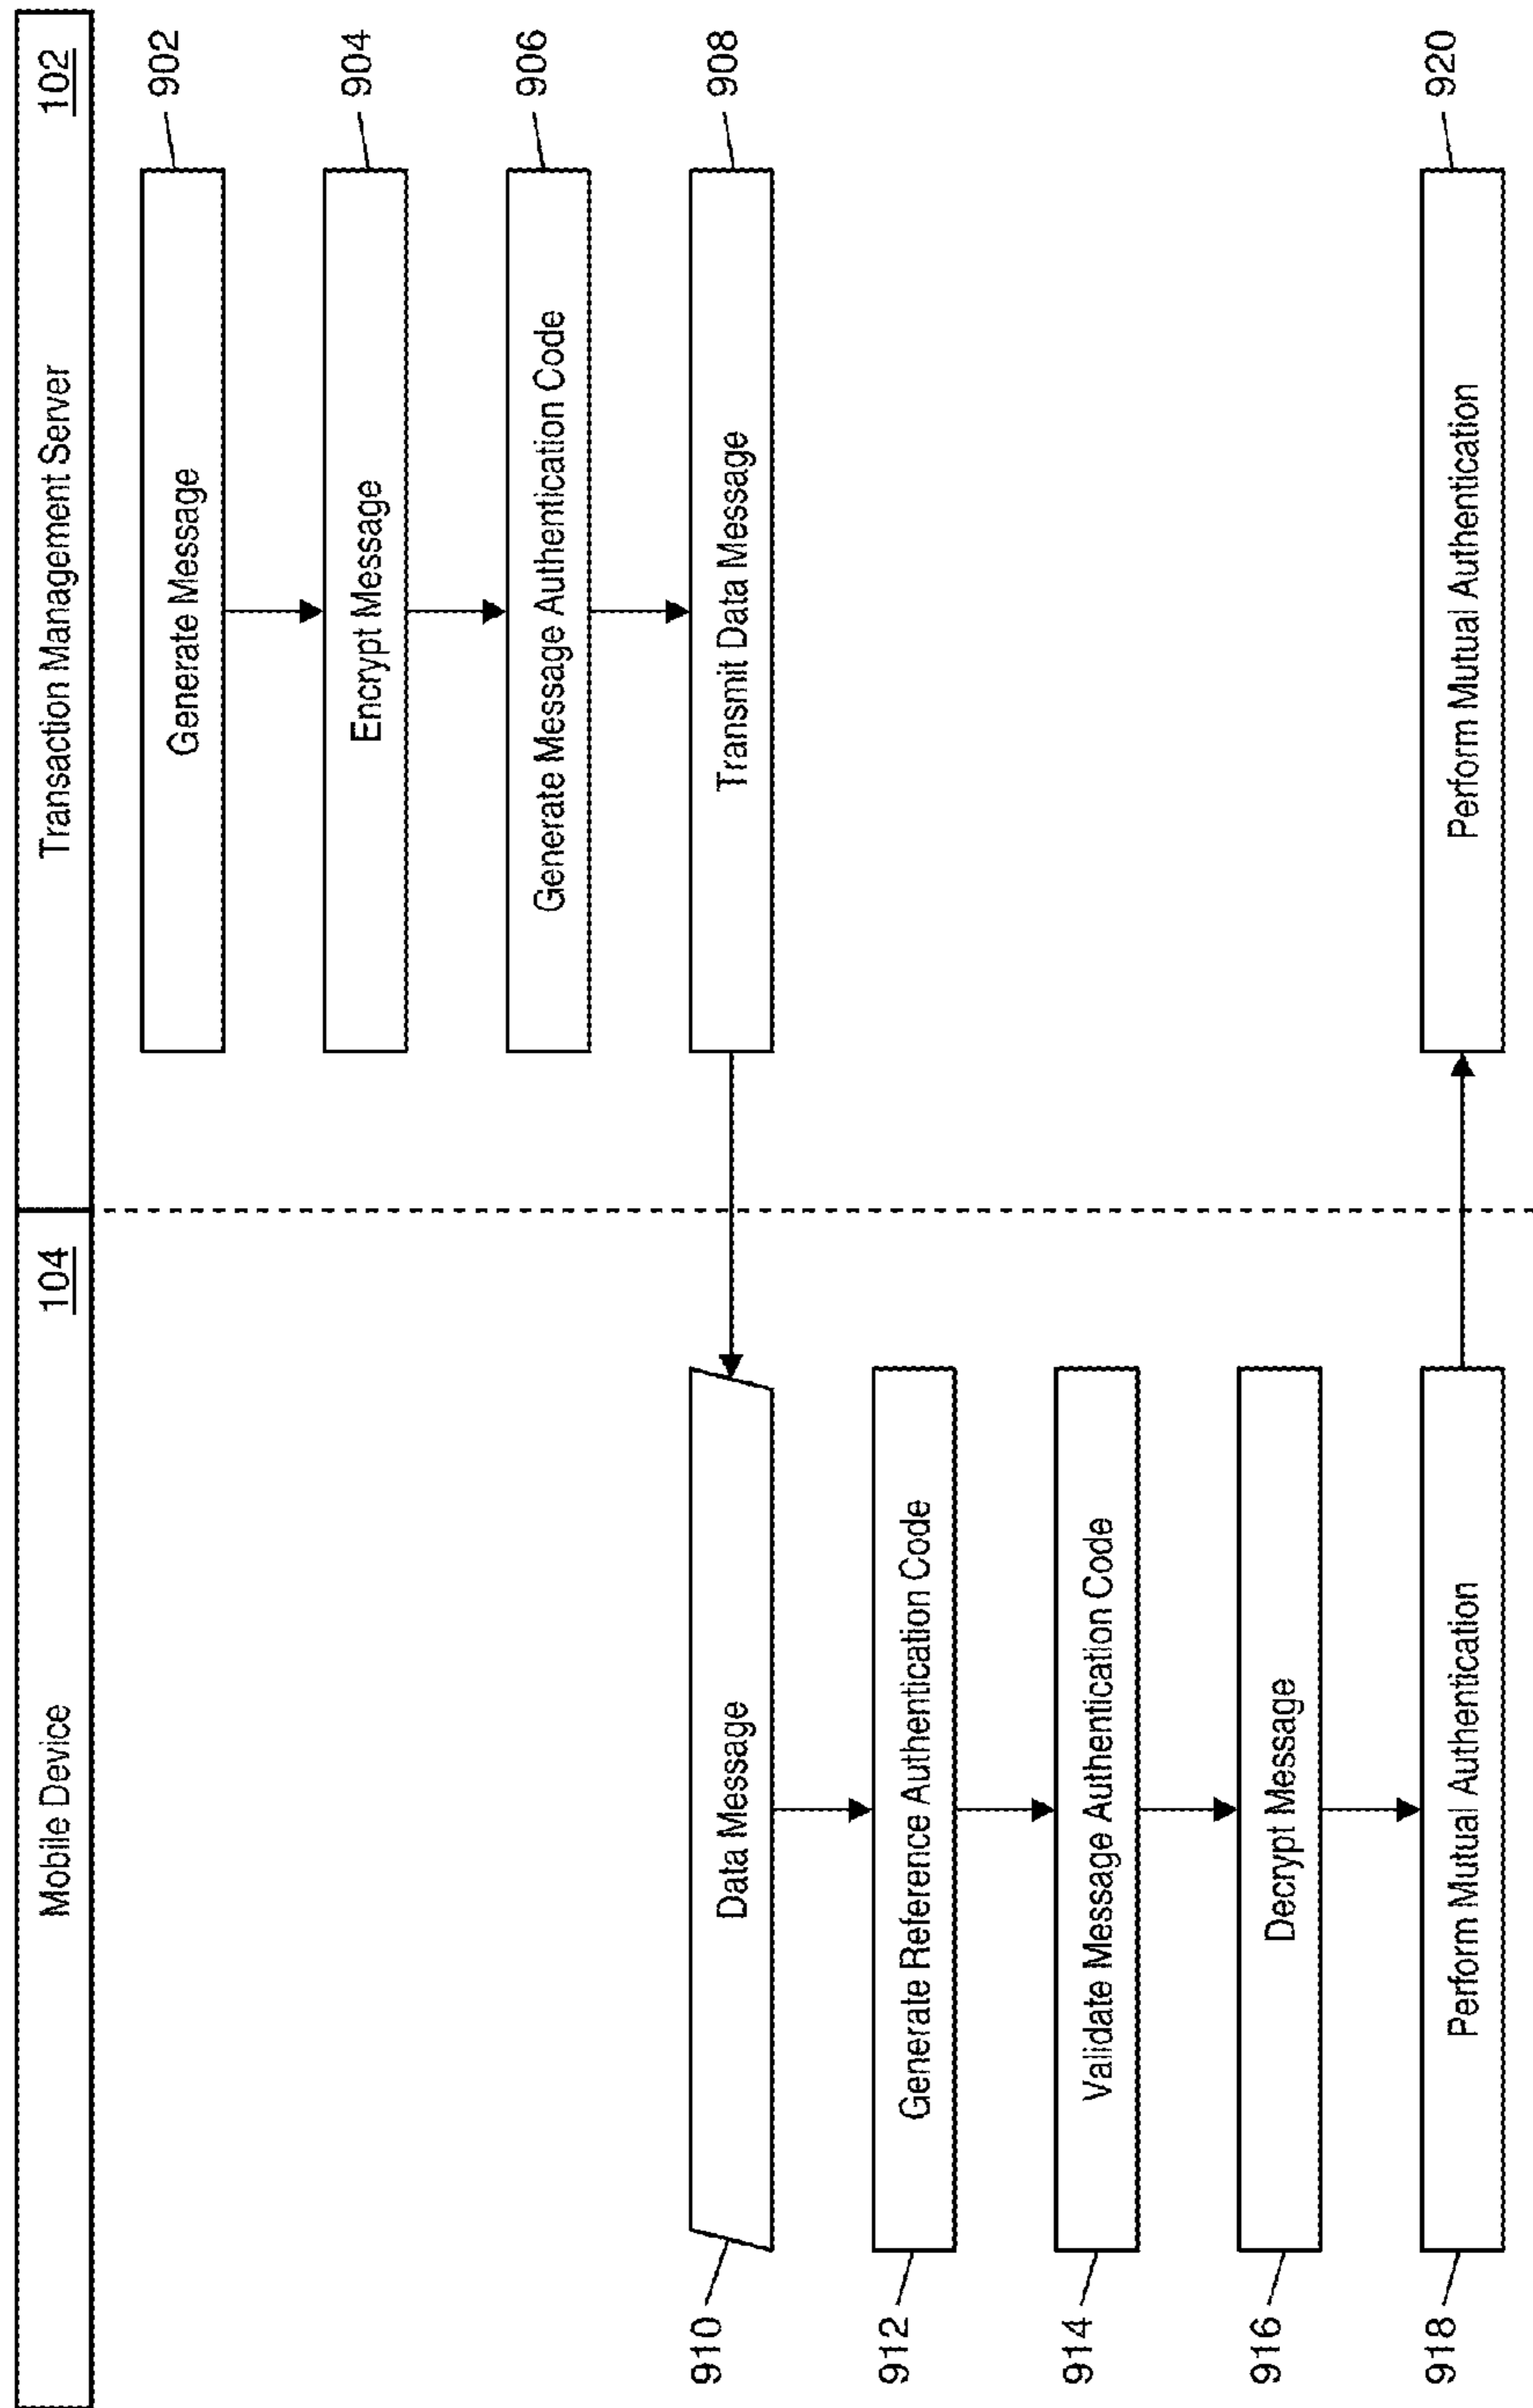 Mobile Device 104
Transaction Management Server 102
Generate Message
902
Encrypt Message
904
Generate Message Authentication Code
906
910
Data Message
Transmit Data Message
908
912
Generate Reference Authentication Code
914
Validate Message Authentication Code
916
Decrypt Message
918
Perform Mutual Authentication
Perform Mutual Authentication
920